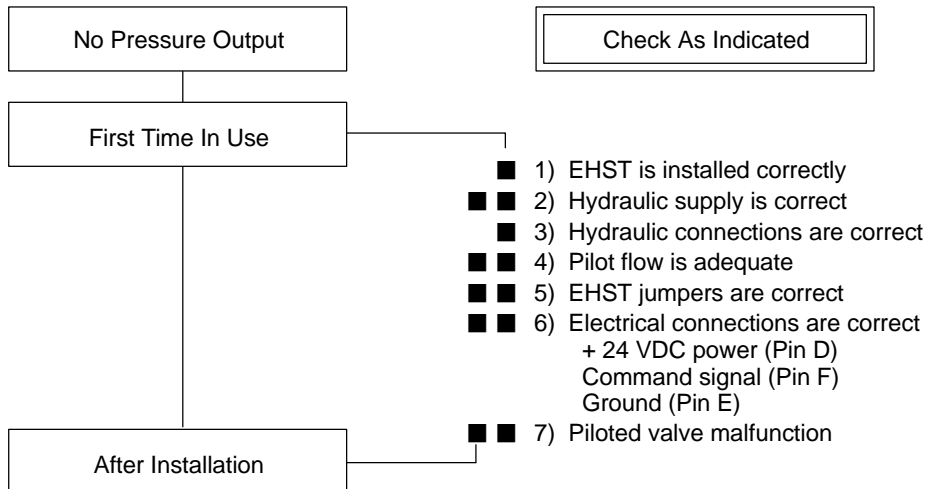 No Pressure Output
Check As Indicated
First Time In Use
1) EHST is installed correctly
2) Hydraulic supply is correct
3) Hydraulic connections are correct
4) Pilot flow is adequate
5) EHST jumpers are correct
6) Electrical connections are correct
+ 24 VDC power (Pin D)
Command signal (Pin F)
Ground (Pin E)
7) Piloted valve malfunction
After Installation